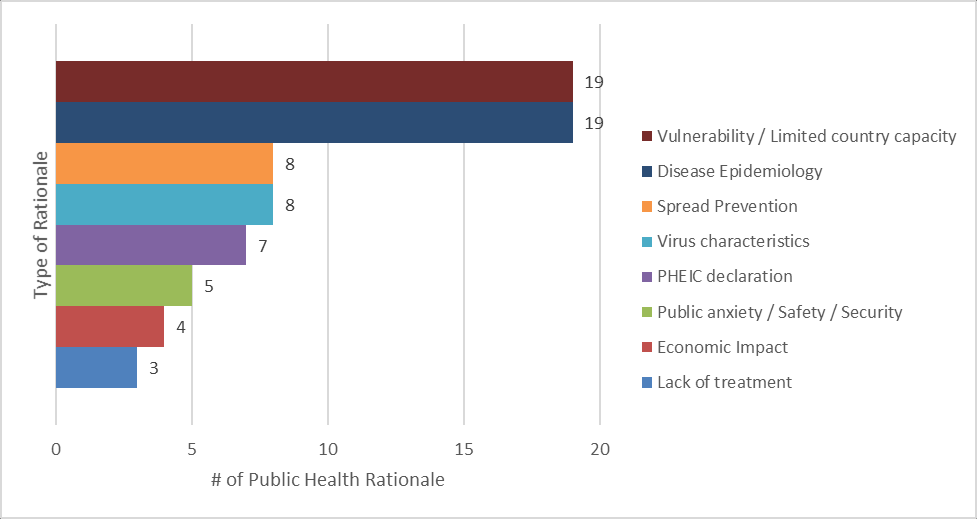 Type of Rationale
19
19
8
8
7
5
4
3
0 5 10 15 20
# of Public Health Rationale
Vulnerability / Limited country capacity
Disease Epidemiology
Spread Prevention
Virus characteristics
PHEIC declaration
Public anxiety / Safety / Security
Economic Impact
Lack of treatment